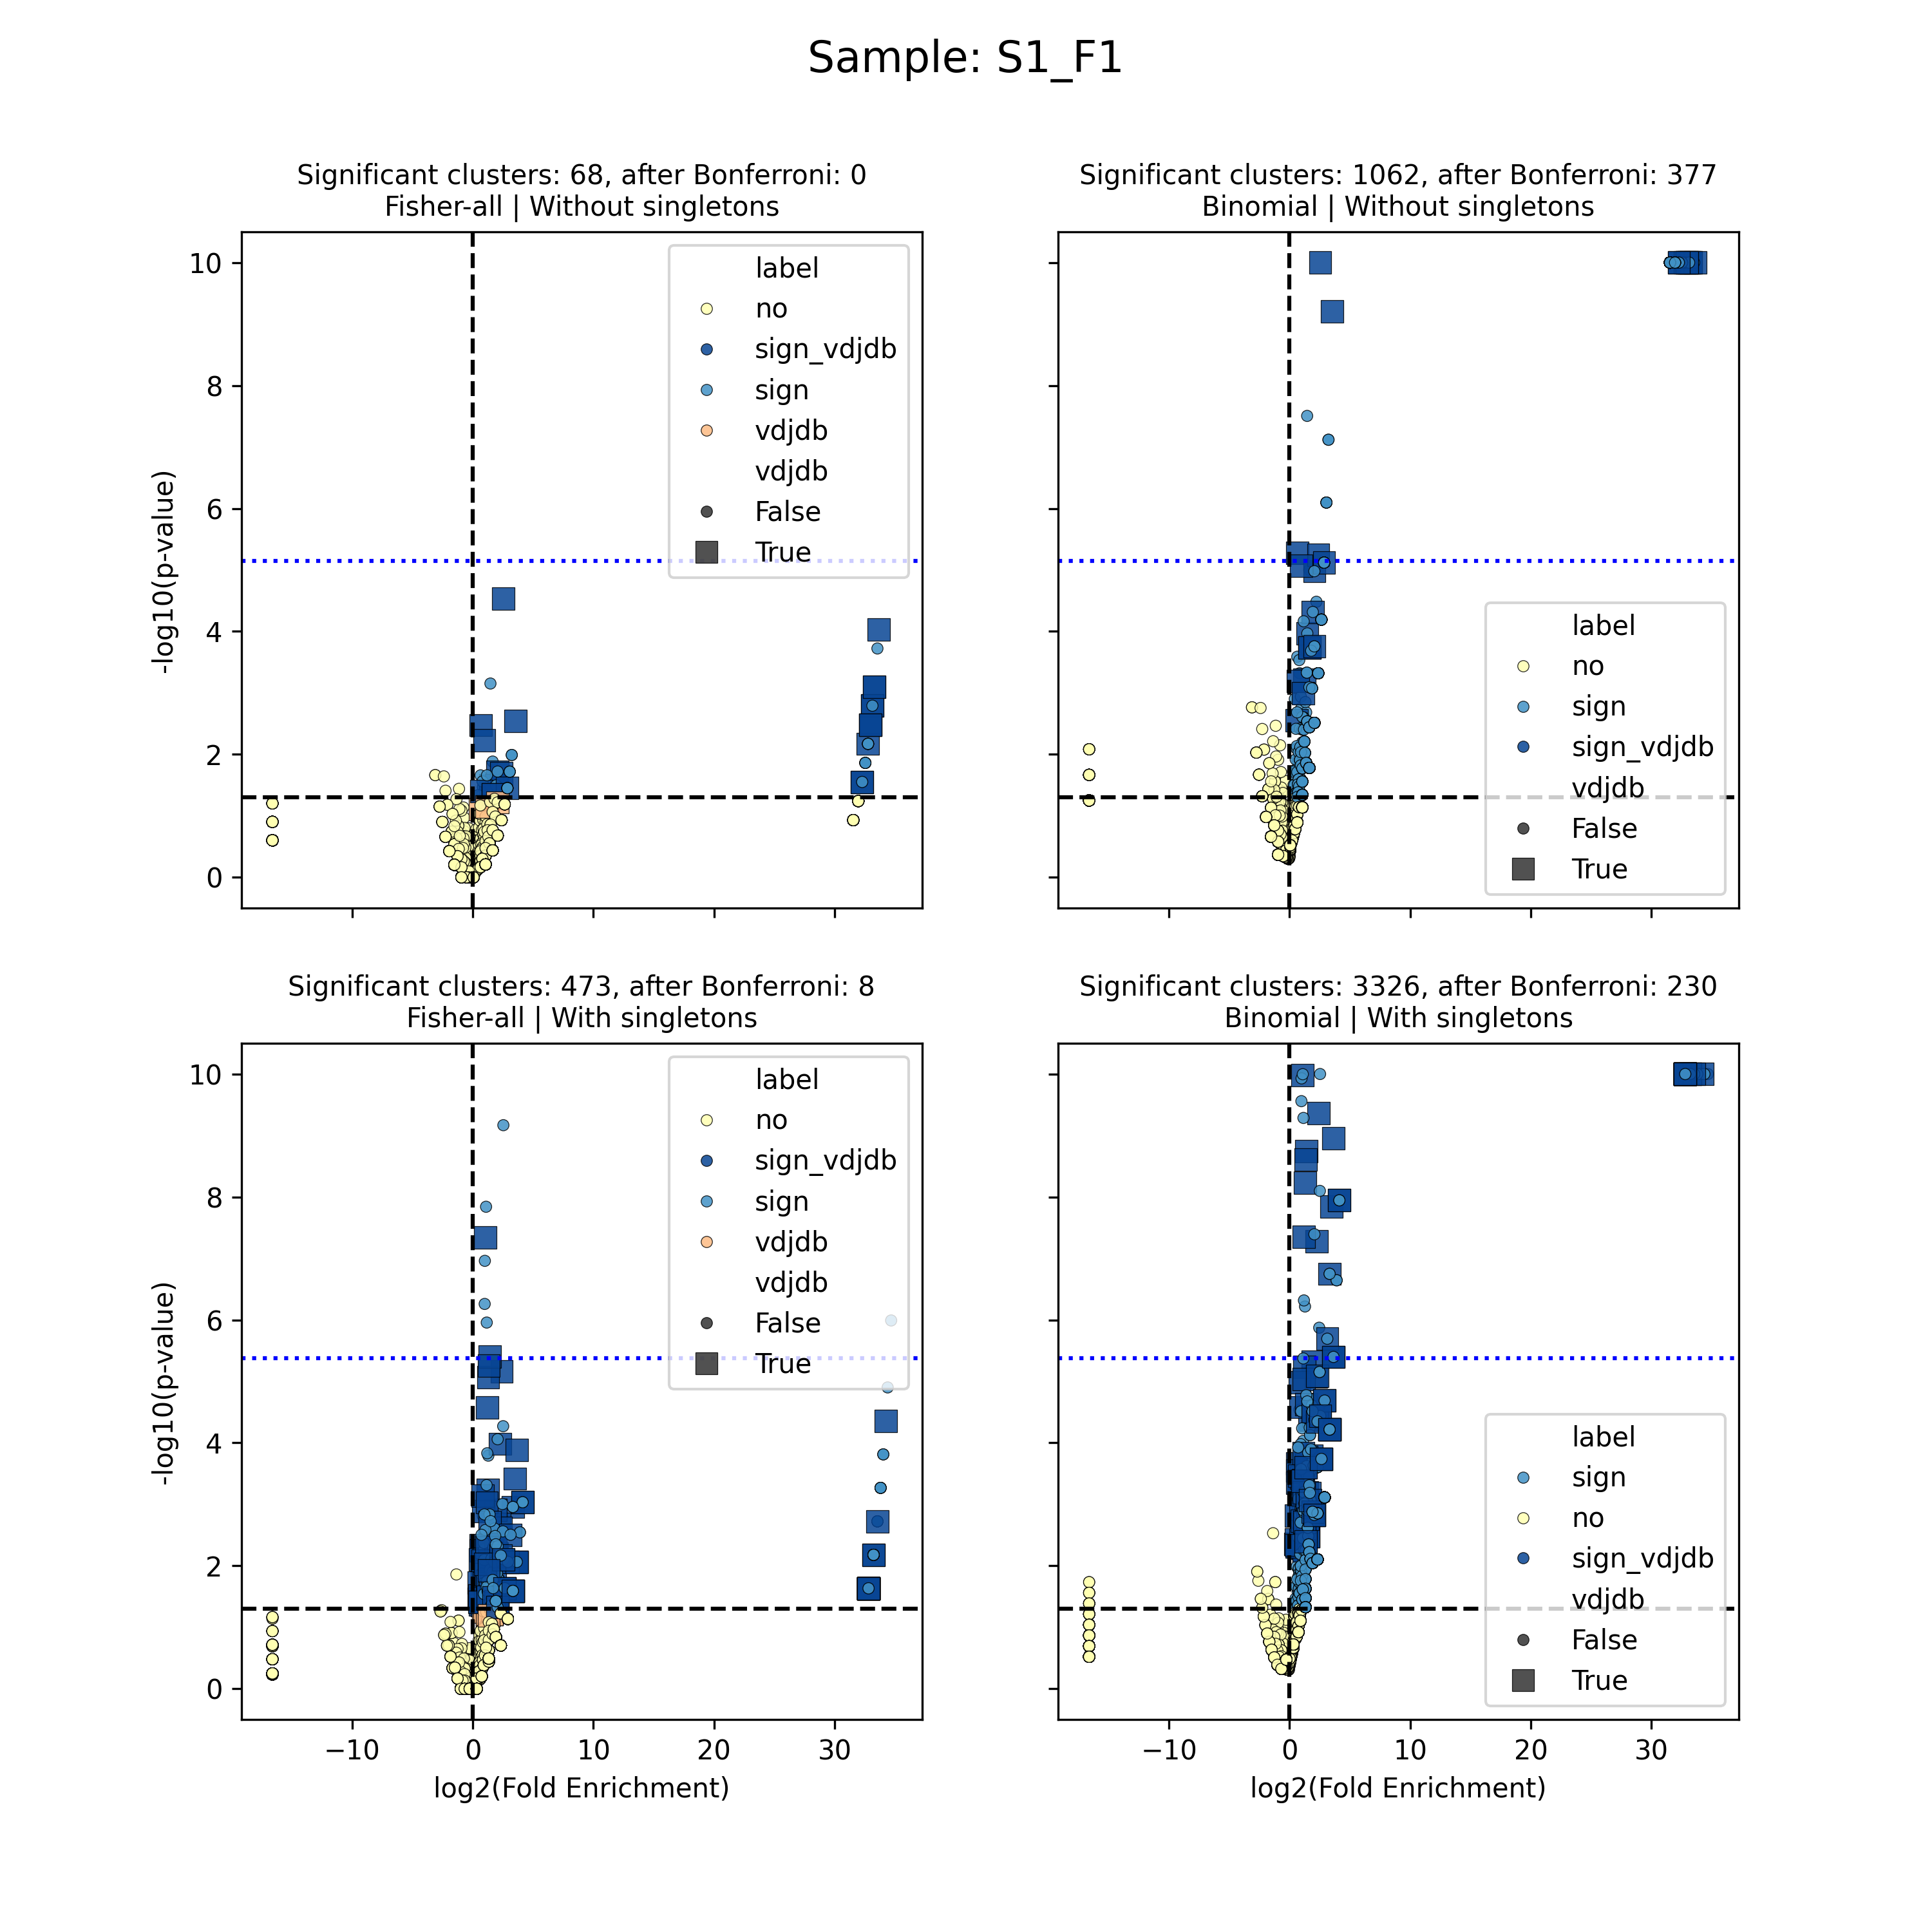 Sample: S1_F1
Significant clusters: 68, after Bonferroni: 0
Fisher-all | Without singletons
10
8
6
4
2
0
-log10(p-value)
label
no
sign_vdjdb
sign
vdjdb
vdjdb
False
True
Significant clusters: 1062, after Bonferroni: 377
Binomial | Without singletons
label
no
sign
sign_vdjdb
vdjdb
False
True
Significant clusters: 473, after Bonferroni: 8
Fisher-all | With singletons
10
8
6
4
2
0
-log10(p-value)
label
no
sign_vdjdb
sign
vdjdb
vdjdb
False
True
−10 0 10 20 30
log2(Fold Enrichment)
Significant clusters: 3326, after Bonferroni: 230
Binomial | With singletons
label
sign
no
sign_vdjdb
vdjdb
False
True
−10 0 10 20 30
log2(Fold Enrichment)